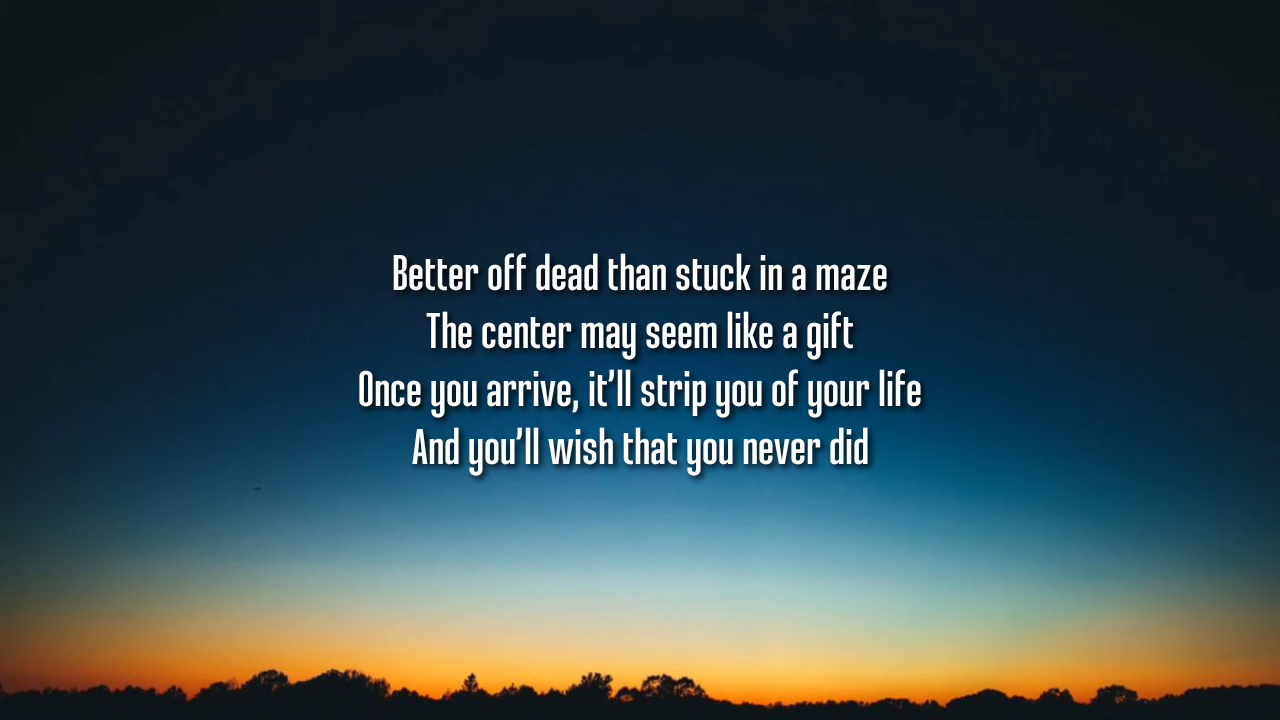 Better off dead than stuck in a maze
The center may seem like a gift
Once you arrive, it’ll strip you of your life
And you’ll wish that you never did